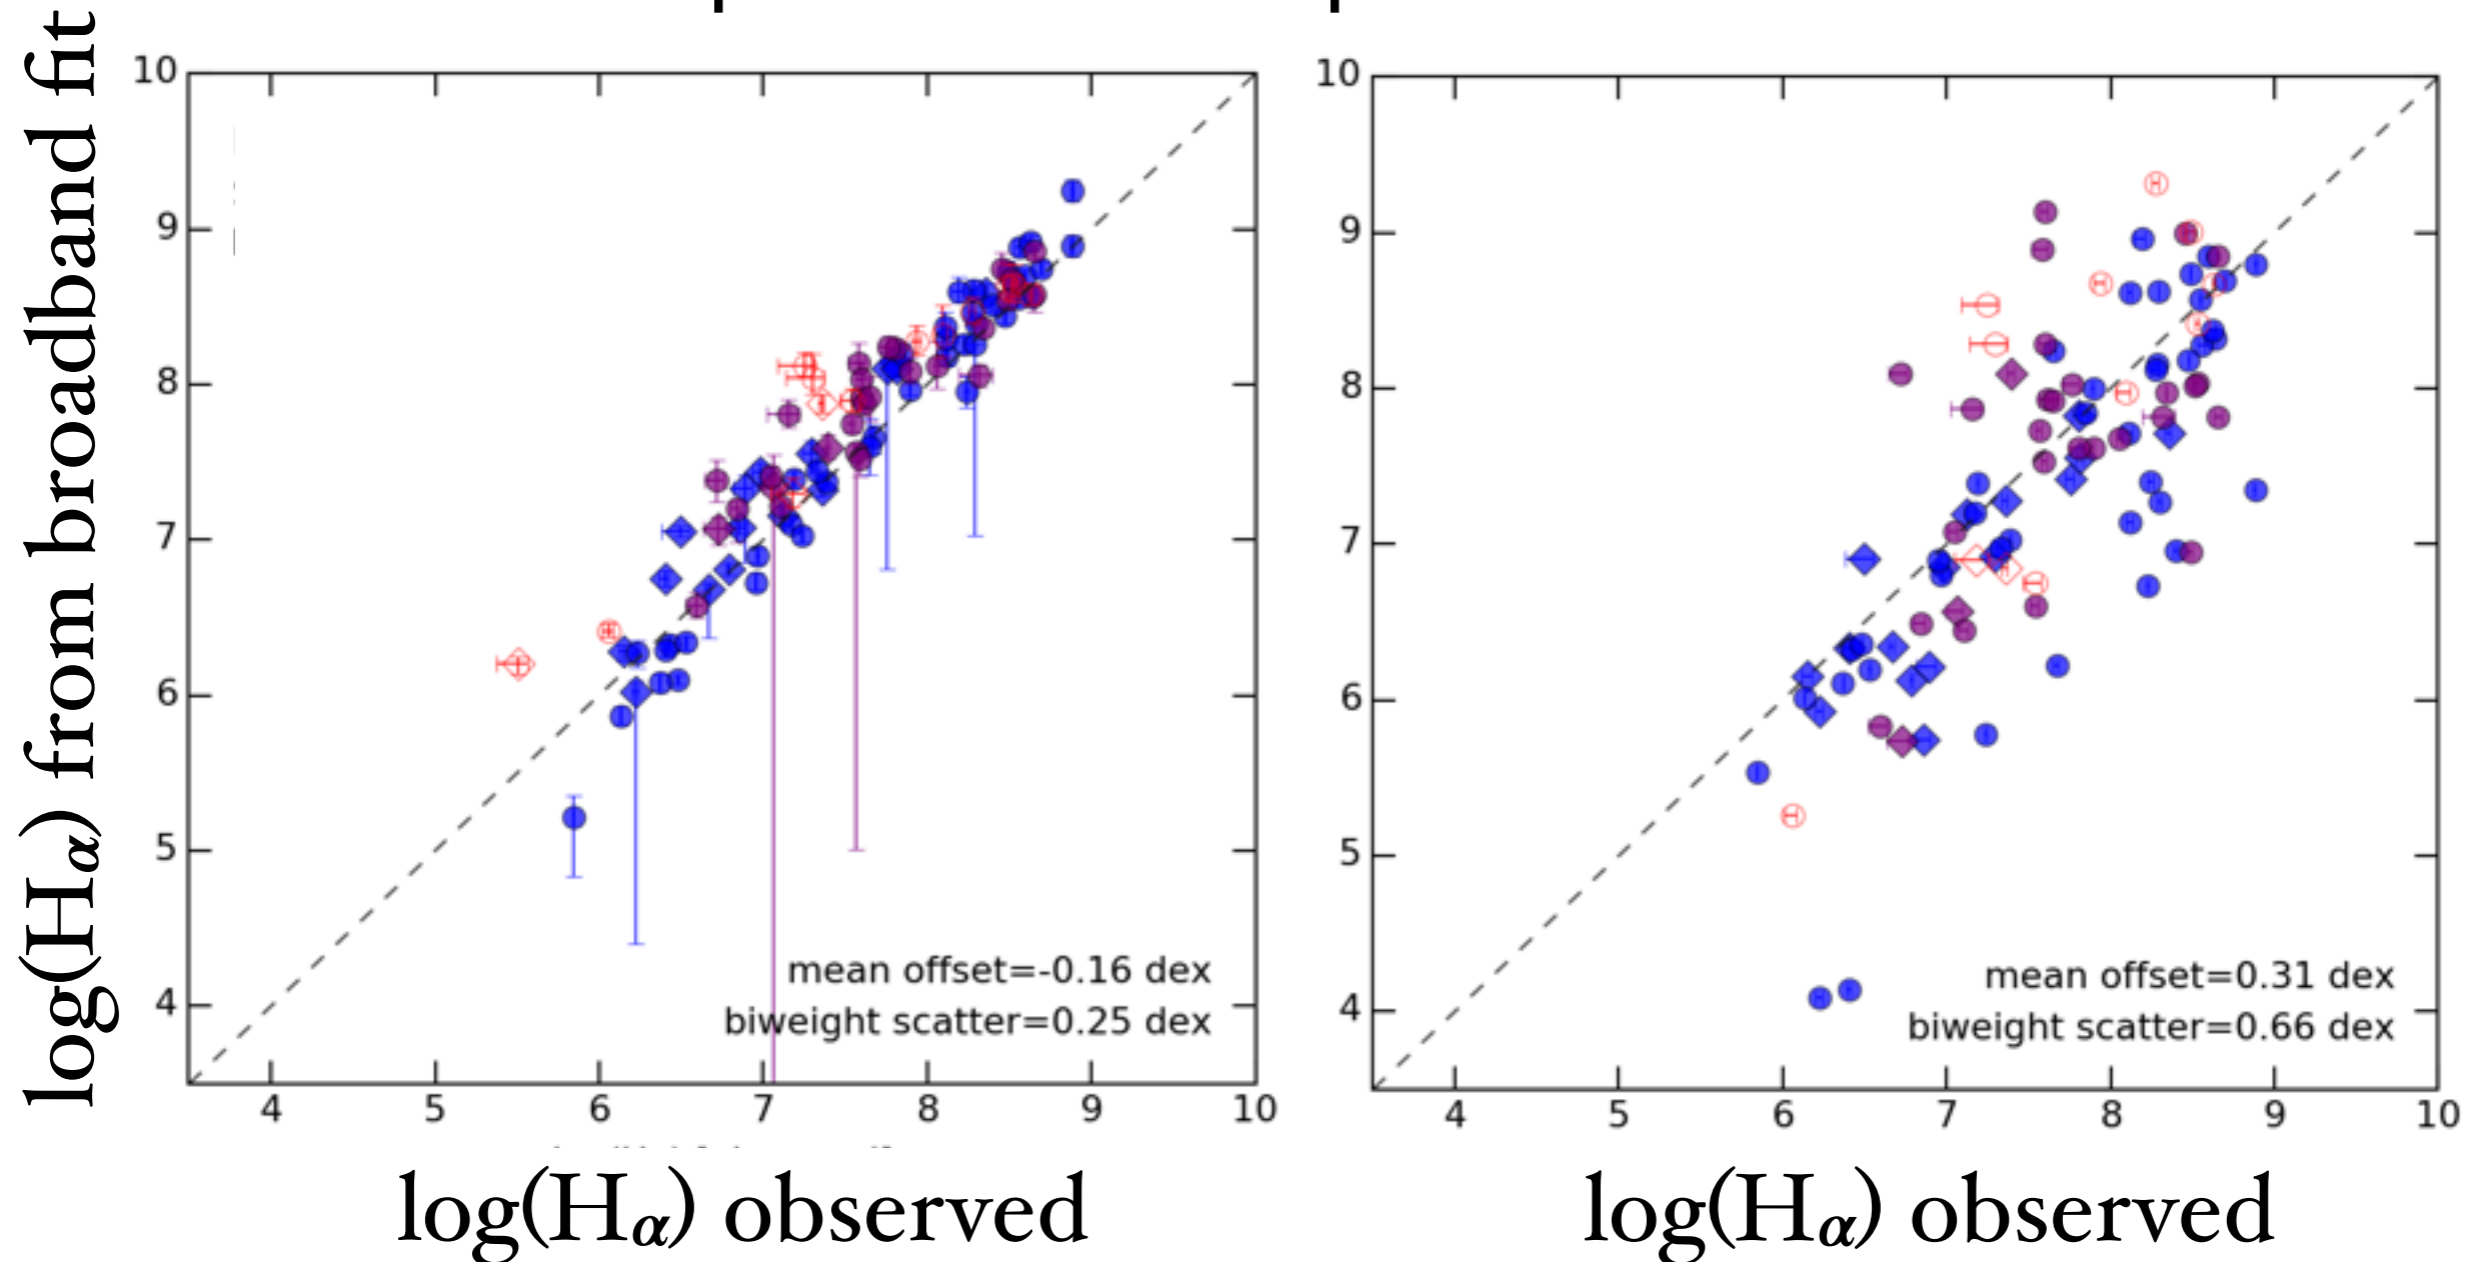 log(Hα) from broadband fit
10
9
8
7
6
5
4
mean offset=-0.16 dex
biweight scatter=0.25 dex
4 5 6 7 8 9 10
log(Hα) observed
10
9
8
7
6
5
4
mean offset=0.31 dex
biweight scatter=0.66 dex
4 5 6 7 8 9 10
log(Hα) observed